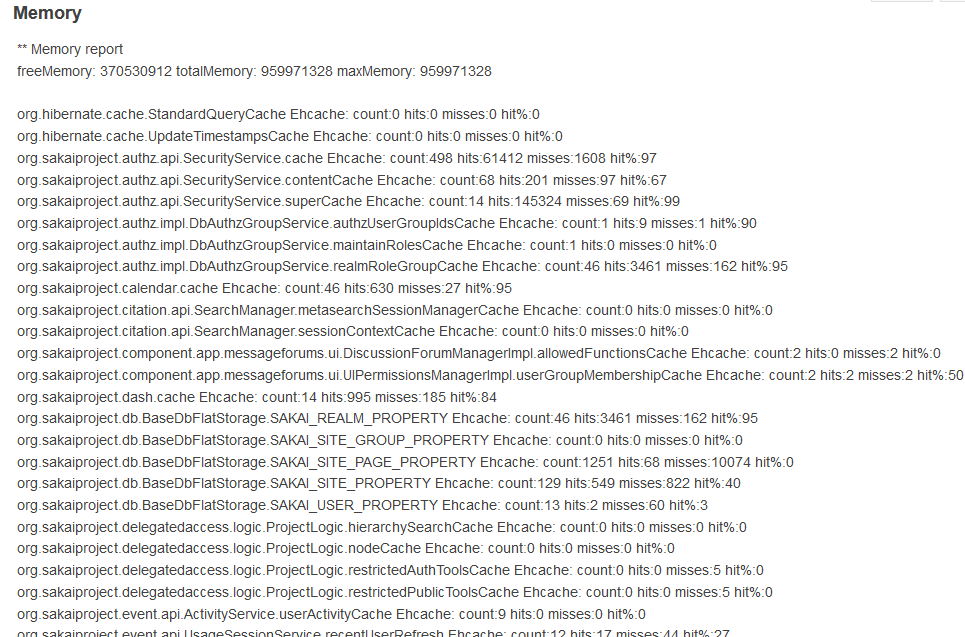 Memory
** Memory report
freeMemory: 370530912 totalMemory: 959971328 maxMemory: 959971328
org.hibernate.cache.StandardQueryCache Ehcache: count:0 hits:0 misses:0 hit%:0
org.hibernate.cache.UpdateTimestampsCache Ehcache: count:0 hits:0 misses:0 hit%:0
org.sakaiproject.authz.api.SecurityService.cache Ehcache: count:498 hits:61412 misses:1608 hit%:97
org.sakaiproject.authz.api.SecurityService.contentCache Ehcache: count:68 hits:201 misses:97 hit%:67
org.sakaiproject.authz.api.SecurityService.superCache Ehcache: count:14 hits:145324 misses:69 hit%:99
org.sakaiproject.authz.impl.DbAuthzGroupService.authzUserGroupIdsCache Ehcache: count:1 hits:9 misses:1 hit%:90
org.sakaiproject.authz.impl.DbAuthzGroupService.maintainRolesCache Ehcache: count:1 hits:0 misses:0 hit%:0
org.sakaiproject.authz.impl.DbAuthzGroupService.realmRoleGroupCache Ehcache: count:46 hits:3461 misses:162 hit%:95
org.sakaiproject.calendar.cache Ehcache: count:46 hits:630 misses:27 hit%:95
org.sakaiproject.citation.api.SearchManager.metasearchSessionManagerCache Ehcache: count:0 hits:0 misses:0 hit%:0
org.sakaiproject.citation.api.SearchManager.sessionContextCache Ehcache: count:0 hits:0 misses:0 hit%:0
org.sakaiproject.component.app.messageforums.ui.DiscussionForumManagerImpl.allowedFunctionsCache Ehcache: count:2 hits:0 misses:2 hit%:0
org.sakaiproject.component.app.messageforums.ui.UIPermissionsManagerImpl.userGroupMembershipCache Ehcache: count:2 hits:2 misses:2 hit%:50
org.sakaiproject.dash.cache Ehcache: count:14 hits:995 misses:185 hit%:84
org.sakaiproject.db.BaseDbFlatStorage.SAKAI_REALM_PROPERTY Ehcache: count:46 hits:3461 misses:162 hit%:95
org.sakaiproject.db.BaseDbFlatStorage.SAKAI_SITE_GROUP_PROPERTY Ehcache: count:0 hits:0 misses:0 hit%:0
org.sakaiproject.db.BaseDbFlatStorage.SAKAI_SITE_PAGE_PROPERTY Ehcache: count:1251 hits:68 misses:10074 hit%:0
org.sakaiproject.db.BaseDbFlatStorage.SAKAI_SITE_PROPERTY Ehcache: count:129 hits:549 misses:822 hit%:40
org.sakaiproject.db.BaseDbFlatStorage.SAKAI_USER_PROPERTY Ehcache: count:13 hits:2 misses:60 hit%:3
org.sakaiproject.delegatedaccess.logic.ProjectLogic.hierarchySearchCache Ehcache: count:0 hits:0 misses:0 hit%:0
org.sakaiproject.delegatedaccess.logic.ProjectLogic.nodeCache Ehcache: count:0 hits:0 misses:0 hit%:0
org.sakaiproject.delegatedaccess.logic.ProjectLogic.restrictedAuthToolsCache Ehcache: count:0 hits:0 misses:5 hit%:0
org.sakaiproject.delegatedaccess.logic.ProjectLogic.restrictedPublicToolsCache Ehcache: count:0 hits:0 misses:5 hit%:0
org.sakaiproject.event.api.ActivityService.userActivityCache Ehcache: count:9 hits:0 misses:0 hit%:0
org.sakaiproject.event.api.UsageSessionService.recentUserRefresh Ehcache: count:12 hits:17 misses:44 hit%:27